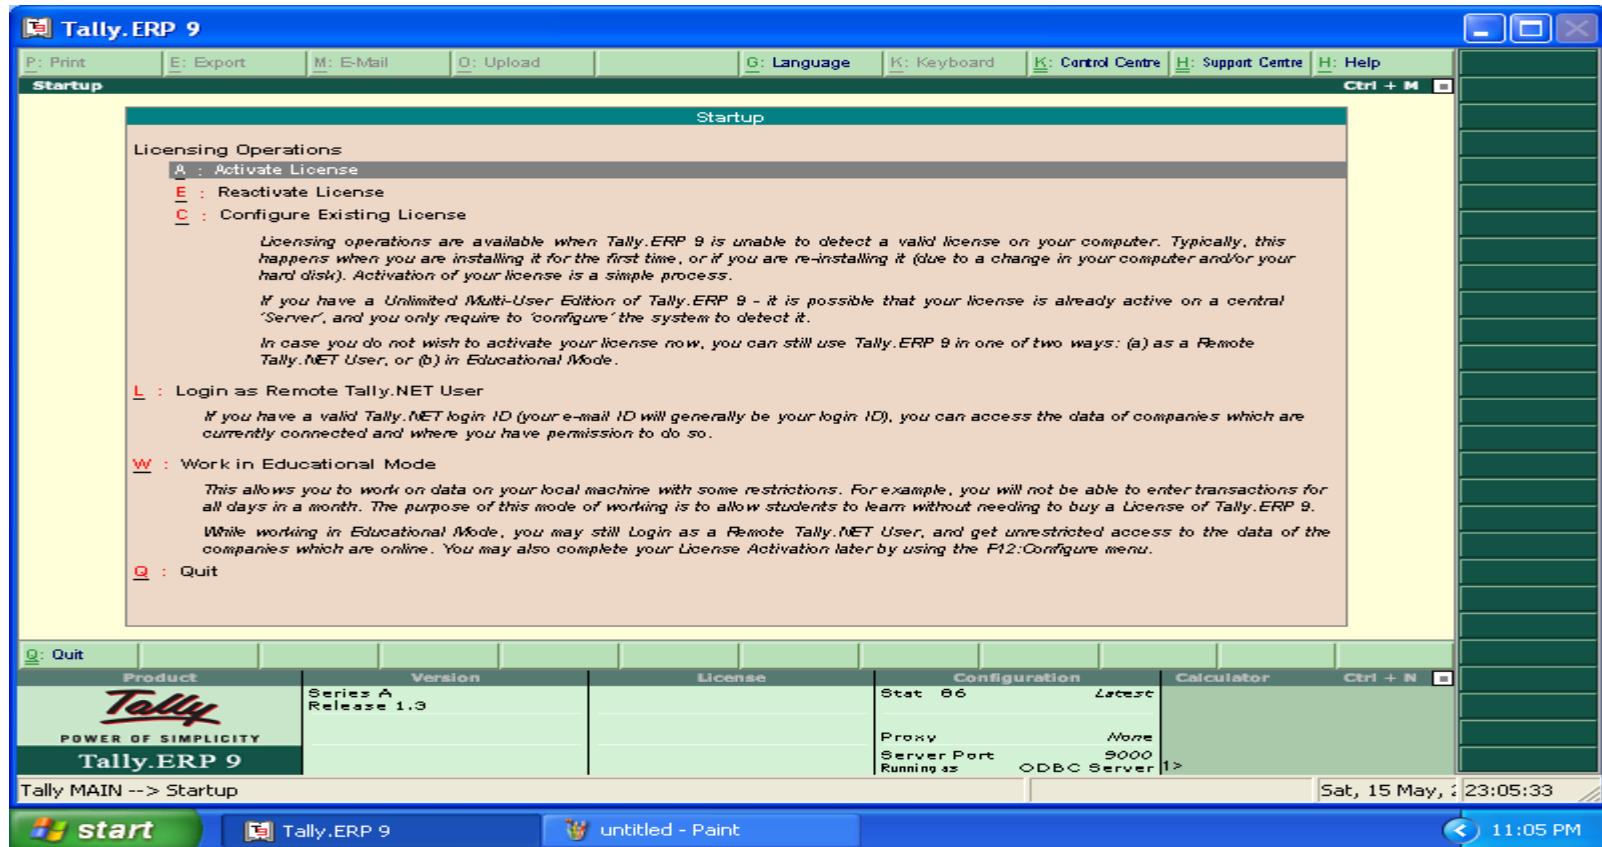 Tally.ERP 9
P: Print E: Export M: E-Mail O: Upload G: Language K: Keyboard K: Control Centre H: Support Centre H: Help
Startup Ctrl + M
Startup
Licensing Operations
A : Activate License
E : Reactivate License
C : Configure Existing License
Licensing operations are available when Tally.ERP 9 is unable to detect a valid license on your computer. Typically, this
happens when you are installing it for the first time, or if you are re-installing it (due to a change in your computer and/or your
hard disk). Activation of your license is a simple process.
If you have a Unlimited Multi-User Edition of Tally.ERP 9 - it is possible that your license is already active on a central
'Server', and you only require to 'configure' the system to detect it.
In case you do not wish to activate your license now, you can still use Tally.ERP 9 in one of two ways: (a) as a Remote
Tally.NET User, or (b) in Educational Mode.
L : Login as Remote Tally.NET User
If you have a valid Tally.NET login ID (your e-mail ID will generally be your login ID), you can access the data of companies which are
currently connected and where you have permission to do so.
W : Work in Educational Mode
This allows you to work on data on your local machine with some restrictions. For example, you will not be able to enter transactions for
all days in a month. The purpose of this mode of working is to allow students to learn without needing to buy a License of Tally.ERP 9.
While working in Educational Mode, you may still Login as a Remote Tally.NET User, and get unrestricted access to the data of the
companies which are online. You may also complete your License Activation later by using the F12:Configure menu.
Q : Quit
Q: Quit
Product Version License Configuration Calculator Ctrl + N
Tally
POWER OF SIMPLICITY
Tally.ERP 9
Series A
Release 1.3
Stat 86 Latest
Proxy None
Server Port 9000
Running as ODBC Server
1>
Tally MAIN --> Startup Sat, 15 May, 23:05:33
start Tally.ERP 9 untitled - Paint 11:05 PM